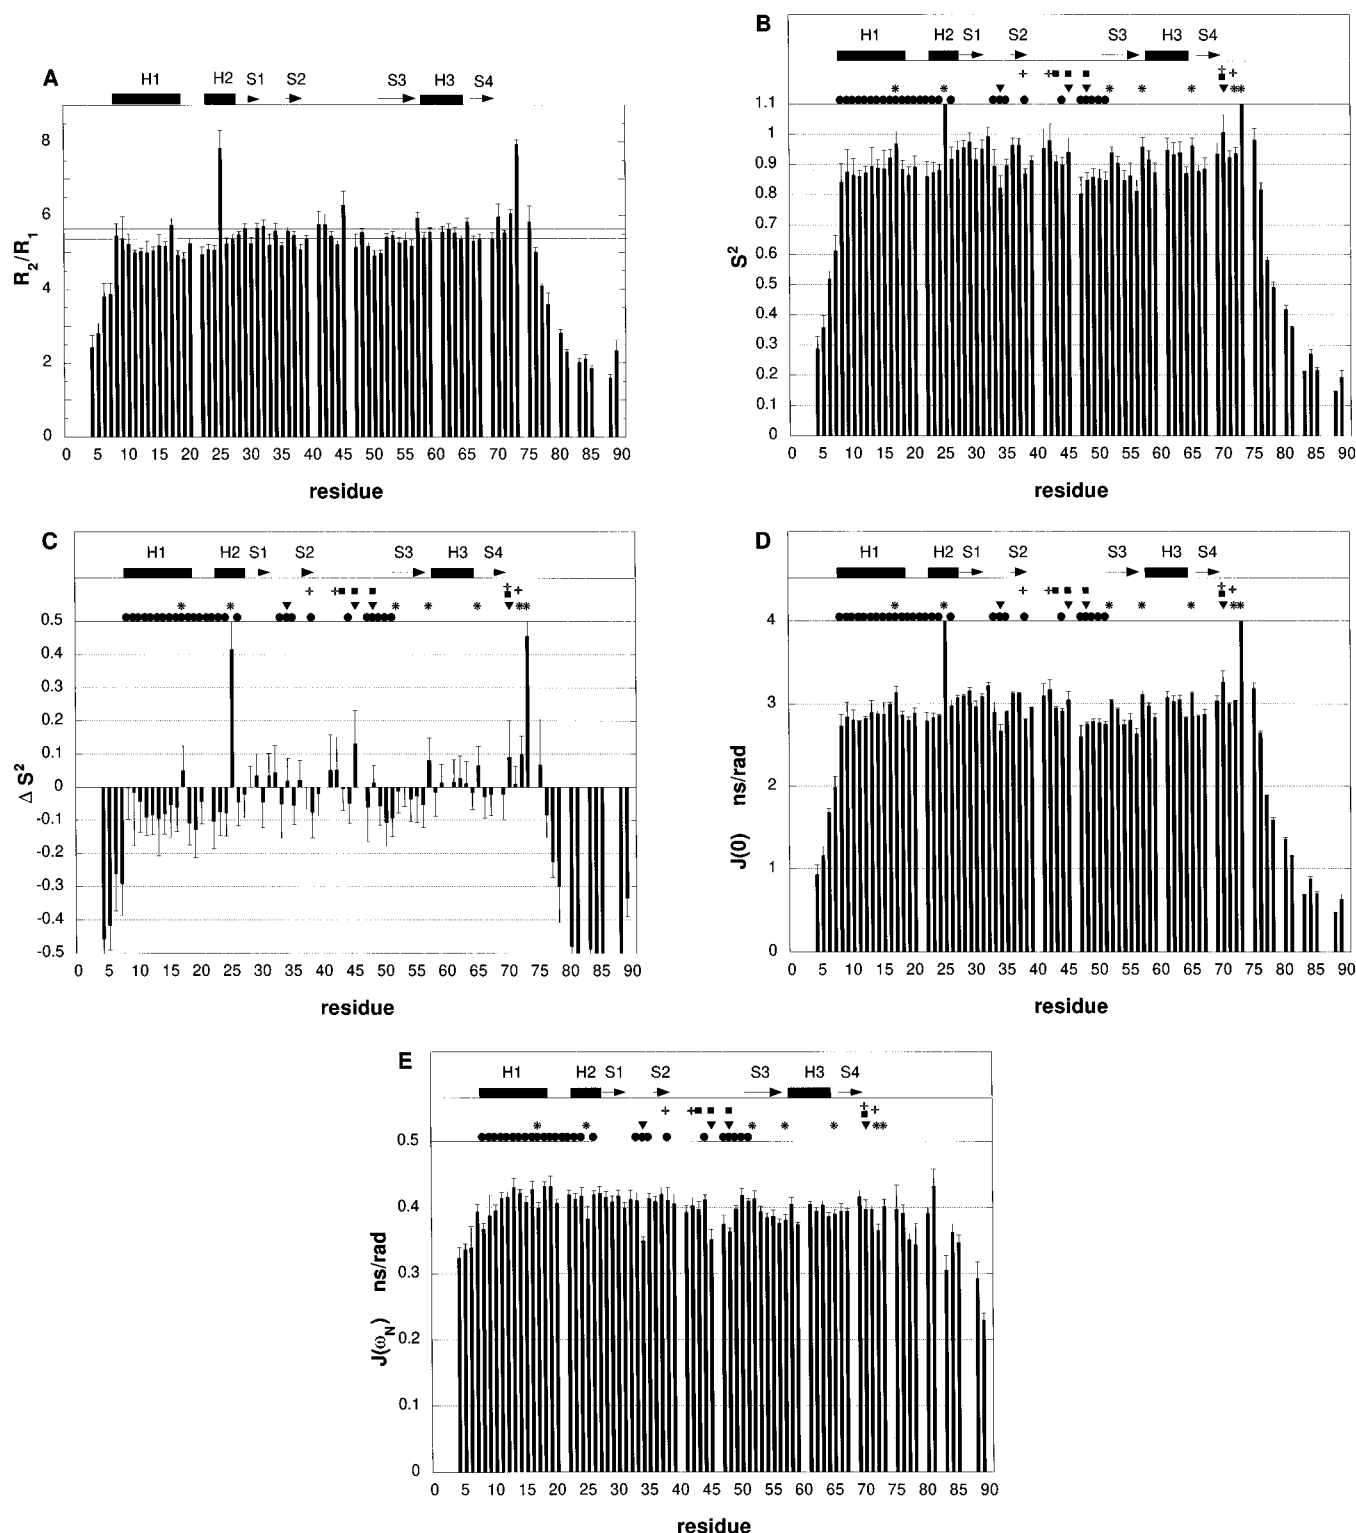 A
H1 H2 S1 S2 S3 H3 S4
R2/R1
8
6
4
2
0
0 5 10 15 20 25 30 35 40 45 50 55 60 65 70 75 80 85 90
residue
B
H1 H2 S1 S2 S3 H3 S4
S2
1.1
1
0.9
0.8
0.7
0.6
0.5
0.4
0.3
0.2
0.1
0
0 5 10 15 20 25 30 35 40 45 50 55 60 65 70 75 80 85 90
residue
C
H1 H2 S1 S2 S3 H3 S4
Δ S2
0.5
0.4
0.3
0.2
0.1
0
-0.1
-0.2
-0.3
-0.4
-0.5
0 5 10 15 20 25 30 35 40 45 50 55 60 65 70 75 80 85 90
residue
D
H1 H2 S1 S2 S3 H3 S4
J(0) ns/rad
4
3
2
1
0
0 5 10 15 20 25 30 35 40 45 50 55 60 65 70 75 80 85 90
residue
E
H1 H2 S1 S2 S3 H3 S4
J(ωN) ns/rad
0.5
0.4
0.3
0.2
0.1
0
0 5 10 15 20 25 30 35 40 45 50 55 60 65 70 75 80 85 90
residue